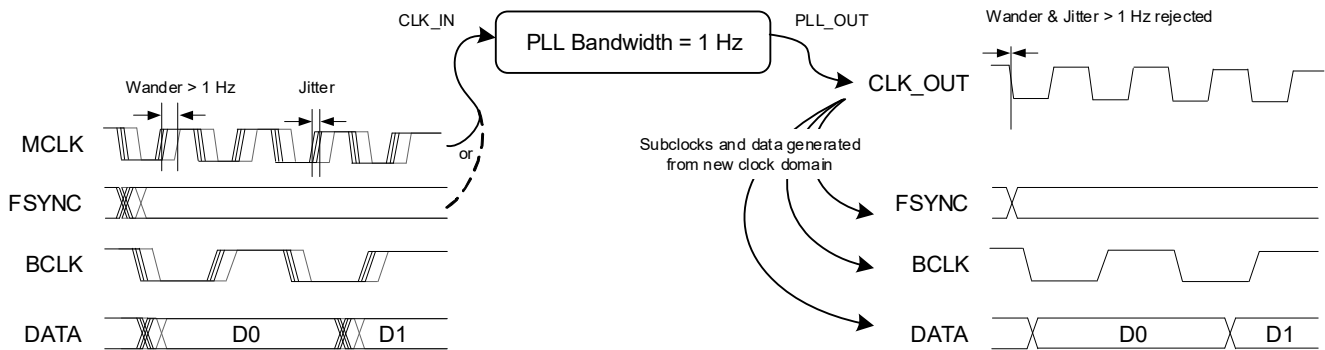 CLK_IN
PLL Bandwidth = 1 Hz
PLL_OUT
Wander & Jitter > 1 Hz rejected
Wander > 1 Hz
Jitter
CLK_OUT
MCLK
or
Subclocks and data generated
from new clock domain
FSYNC
FSYNC
BCLK
BCLK
DATA
D0
D1
DATA
D0
D1